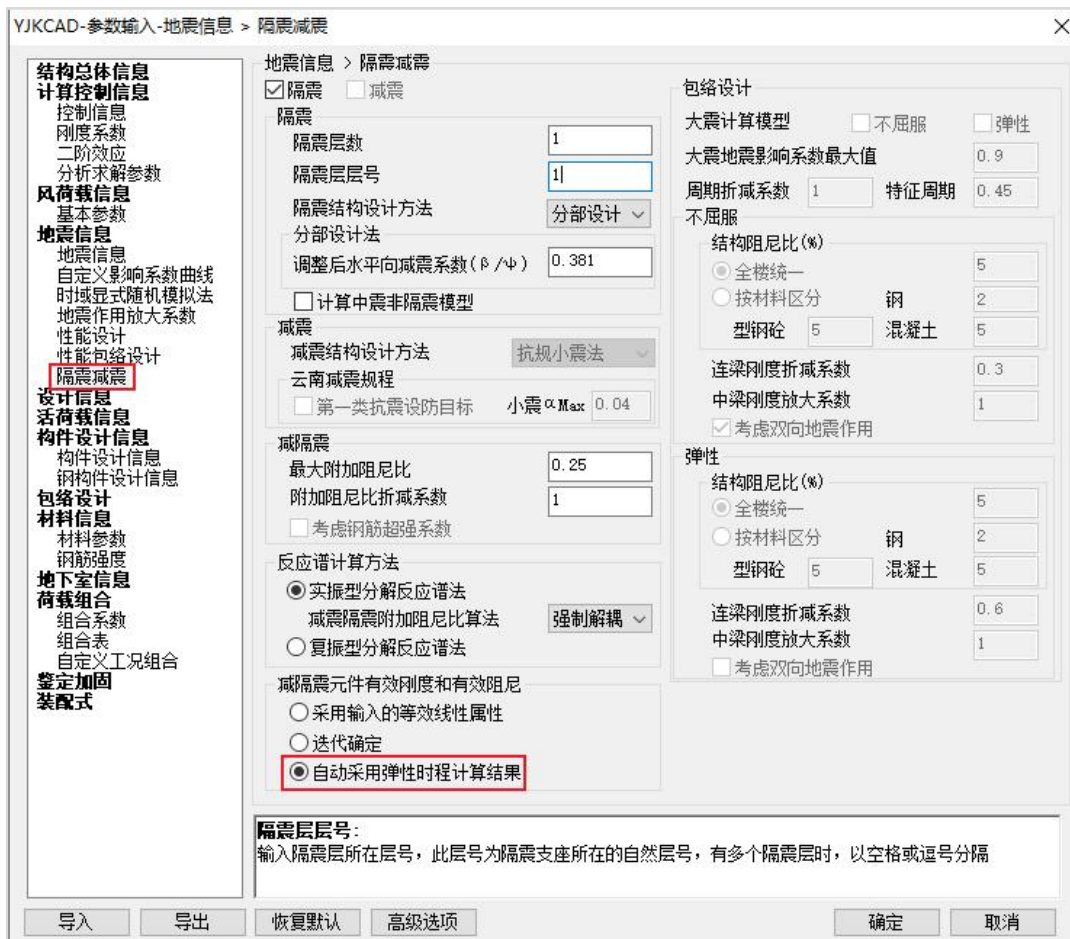 YJKCAD-参数输入-地震信息 > 隔震减震
结构总体信息
计算控制信息
控制信息
刚度系数
二阶效应
分析求解参数
风荷载信息
基本参数
地震信息
地震信息
自定义影响系数曲线
时域显式随机模拟法
地震作用放大系数
性能设计
性能包络设计
隔震减震
设计信息
活荷载信息
构件设计信息
构件设计信息
钢构件设计信息
包络设计
材料信息
材料参数
钢筋强度
地下室信息
荷载组合
组合系数
组合表
自定义工况组合
鉴定加固
装配式
地震信息 > 隔震减震
隔震 减震
隔震
隔震层数 1
隔震层层号 1
隔震结构设计方法 分部设计
分部设计法
调整后水平向减震系数(β/ψ) 0.381
计算中震非隔震模型
减震
减震结构设计方法 抗规小震法
云南减震规程
第一类抗震设防目标 小震αMax 0.04
减隔震
最大附加阻尼比 0.25
附加阻尼比折减系数 1
考虑钢筋超强系数
反应谱计算方法
实振型分解反应谱法
减震隔震附加阻尼比算法 强制解耦
复振型分解反应谱法
减隔震元件有效刚度和有效阻尼
采用输入的等效线性属性
迭代确定
自动采用弹性时程计算结果
包络设计
大震计算模型 不屈服 弹性
大震地震影响系数最大值 0.9
周期折减系数 1 特征周期 0.45
不屈服
结构阻尼比(%)
全楼统一 5
按材料区分 钢 2
型钢砼 5 混凝土 5
连梁刚度折减系数 0.3
中梁刚度放大系数 1
考虑双向地震作用
弹性
结构阻尼比(%)
全楼统一 5
按材料区分 钢 2
型钢砼 5 混凝土 5
连梁刚度折减系数 0.6
中梁刚度放大系数 1
考虑双向地震作用
隔震层层号:
输入隔震层所在层号，此层号为隔震支座所在的自然层号，有多个隔震层时，以空格或逗号分隔
导入 导出 恢复默认 高级选项 确定 取消